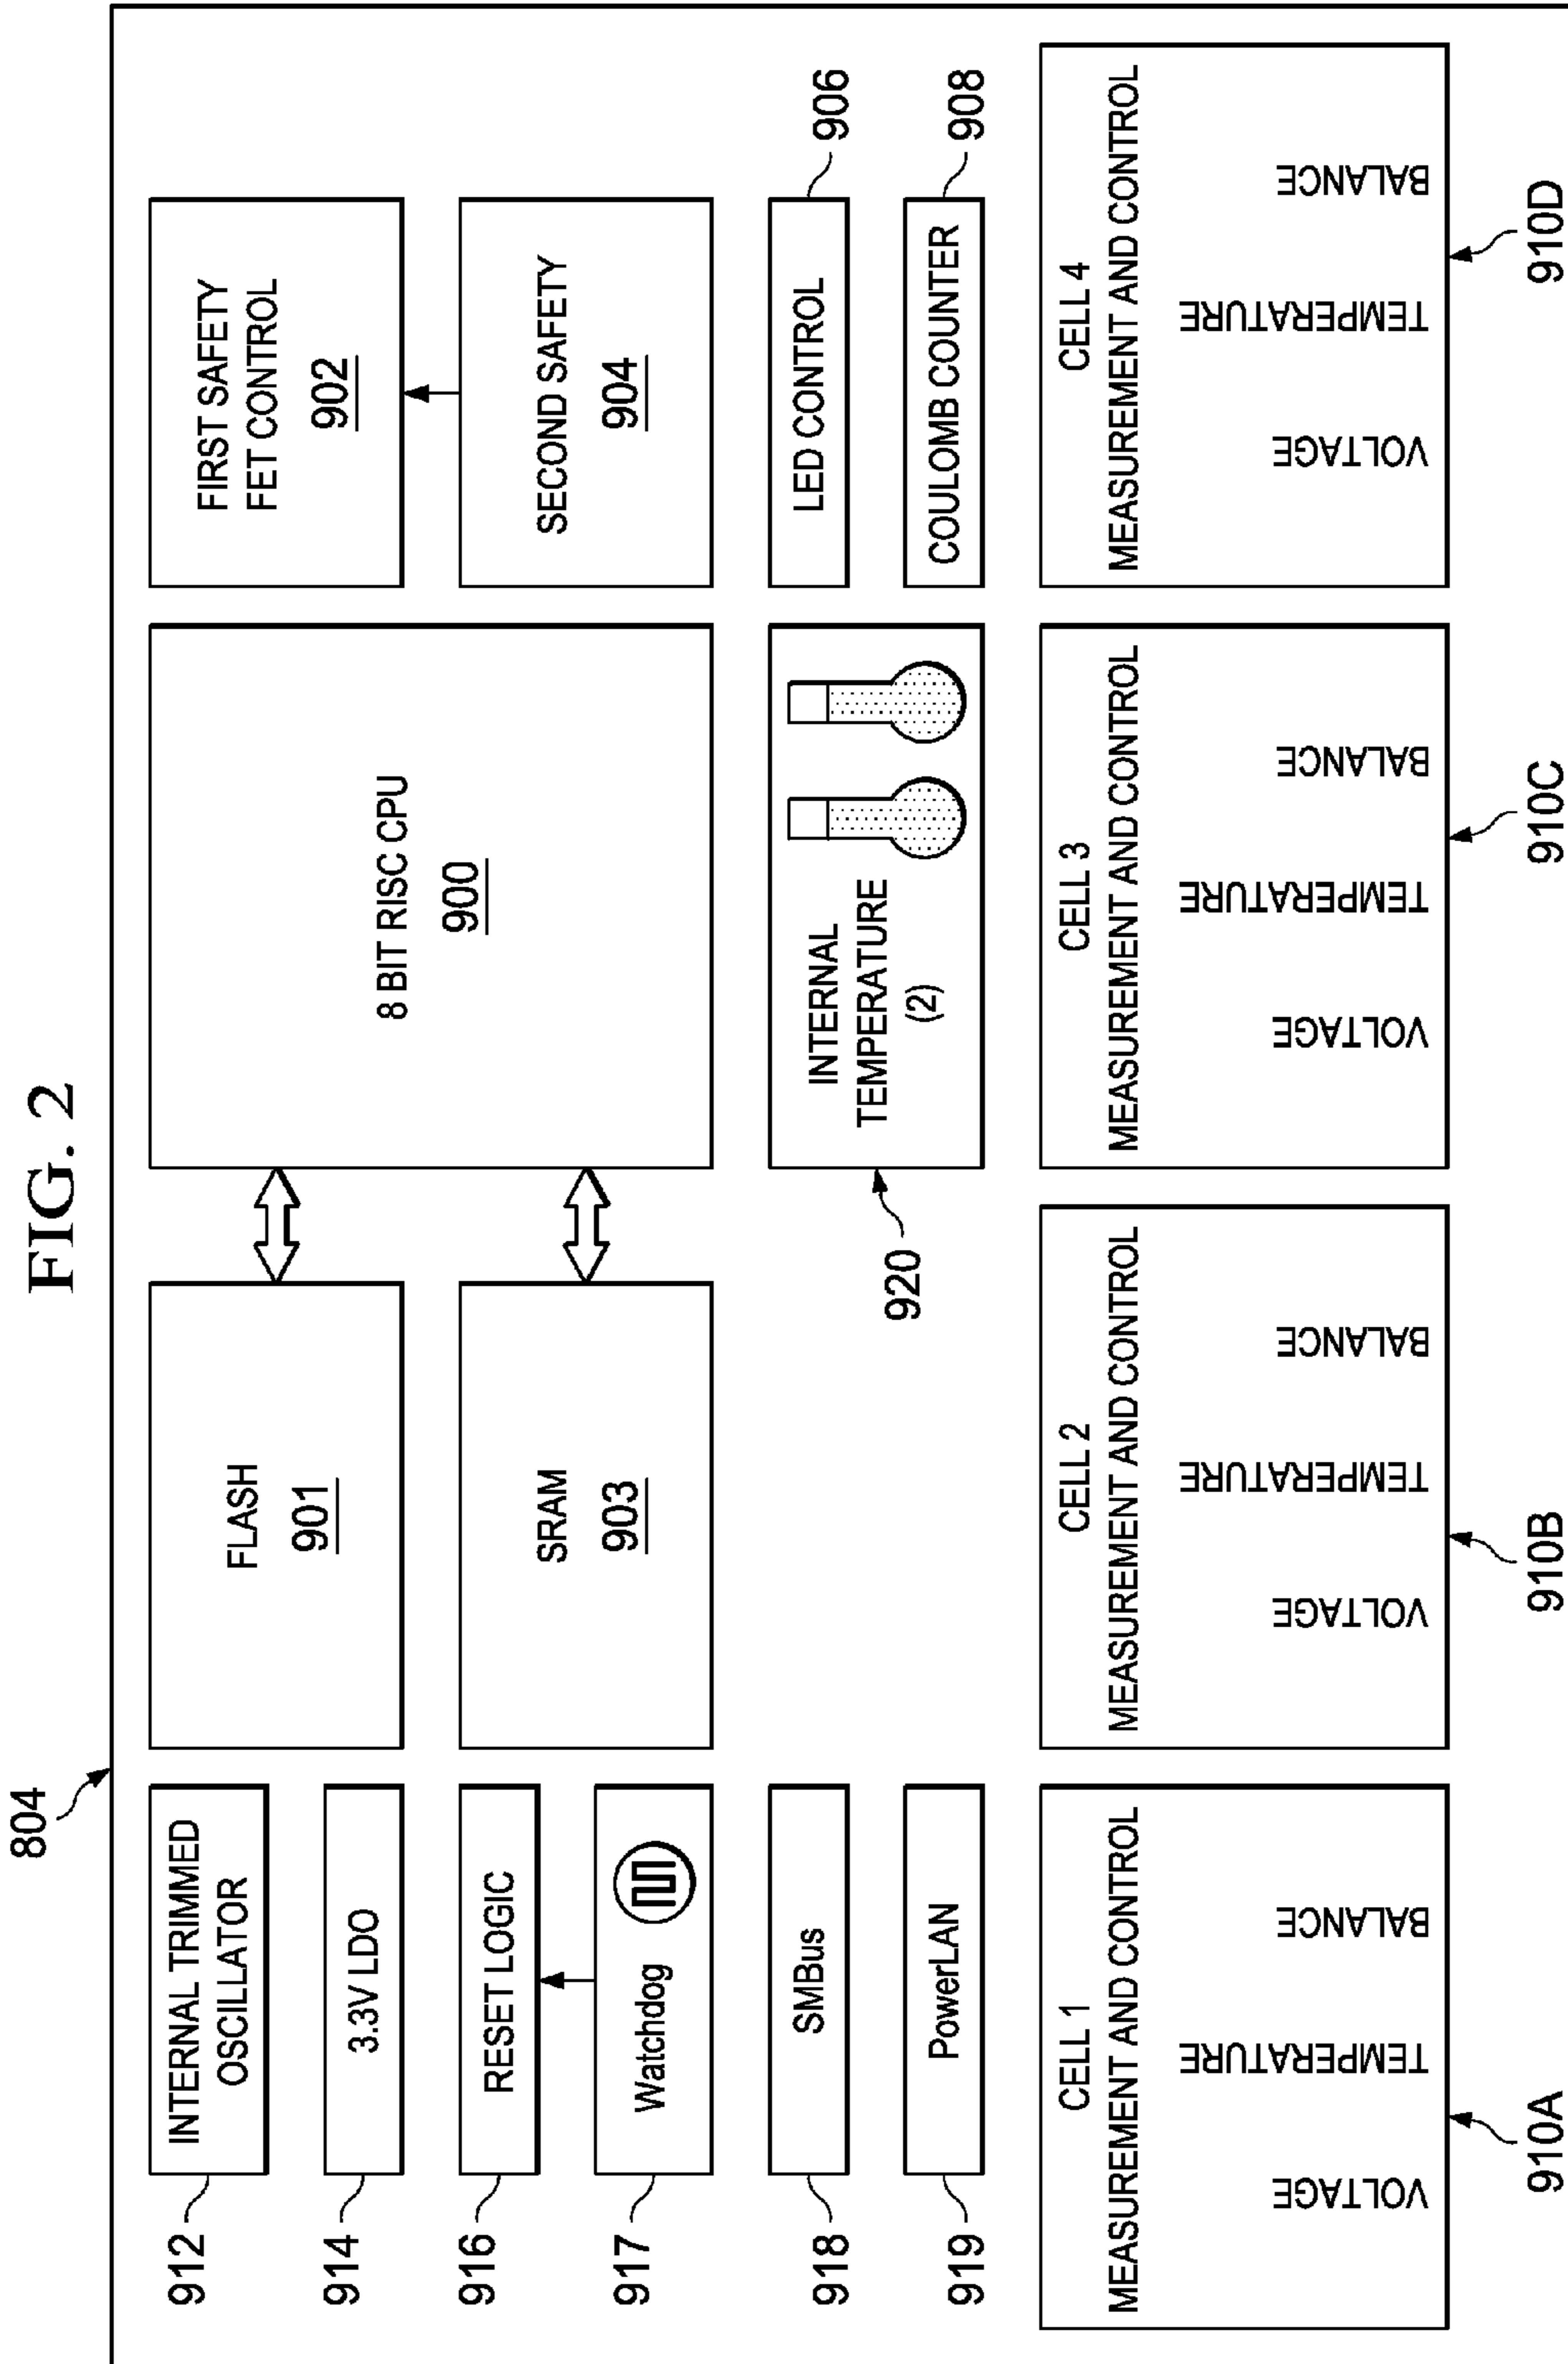 FIG. 2
804
912
INTERNAL TRIMMED
OSCILLATOR
914
3.3V LDO
916
RESET LOGIC
917
Watchdog
918
SMBus
919
PowerLAN
FLASH
901
SRAM
903
8 BIT RISC CPU
900
920
INTERNAL
TEMPERATURE
(2)
FIRST SAFETY
FET CONTROL
902
SECOND SAFETY
904
LED CONTROL
906
COULOMB COUNTER
908
CELL 1
MEASUREMENT AND CONTROL
VOLTAGE
TEMPERATURE
BALANCE
910A
CELL 2
MEASUREMENT AND CONTROL
VOLTAGE
TEMPERATURE
BALANCE
910B
CELL 3
MEASUREMENT AND CONTROL
VOLTAGE
TEMPERATURE
BALANCE
910C
CELL 4
MEASUREMENT AND CONTROL
VOLTAGE
TEMPERATURE
BALANCE
910D